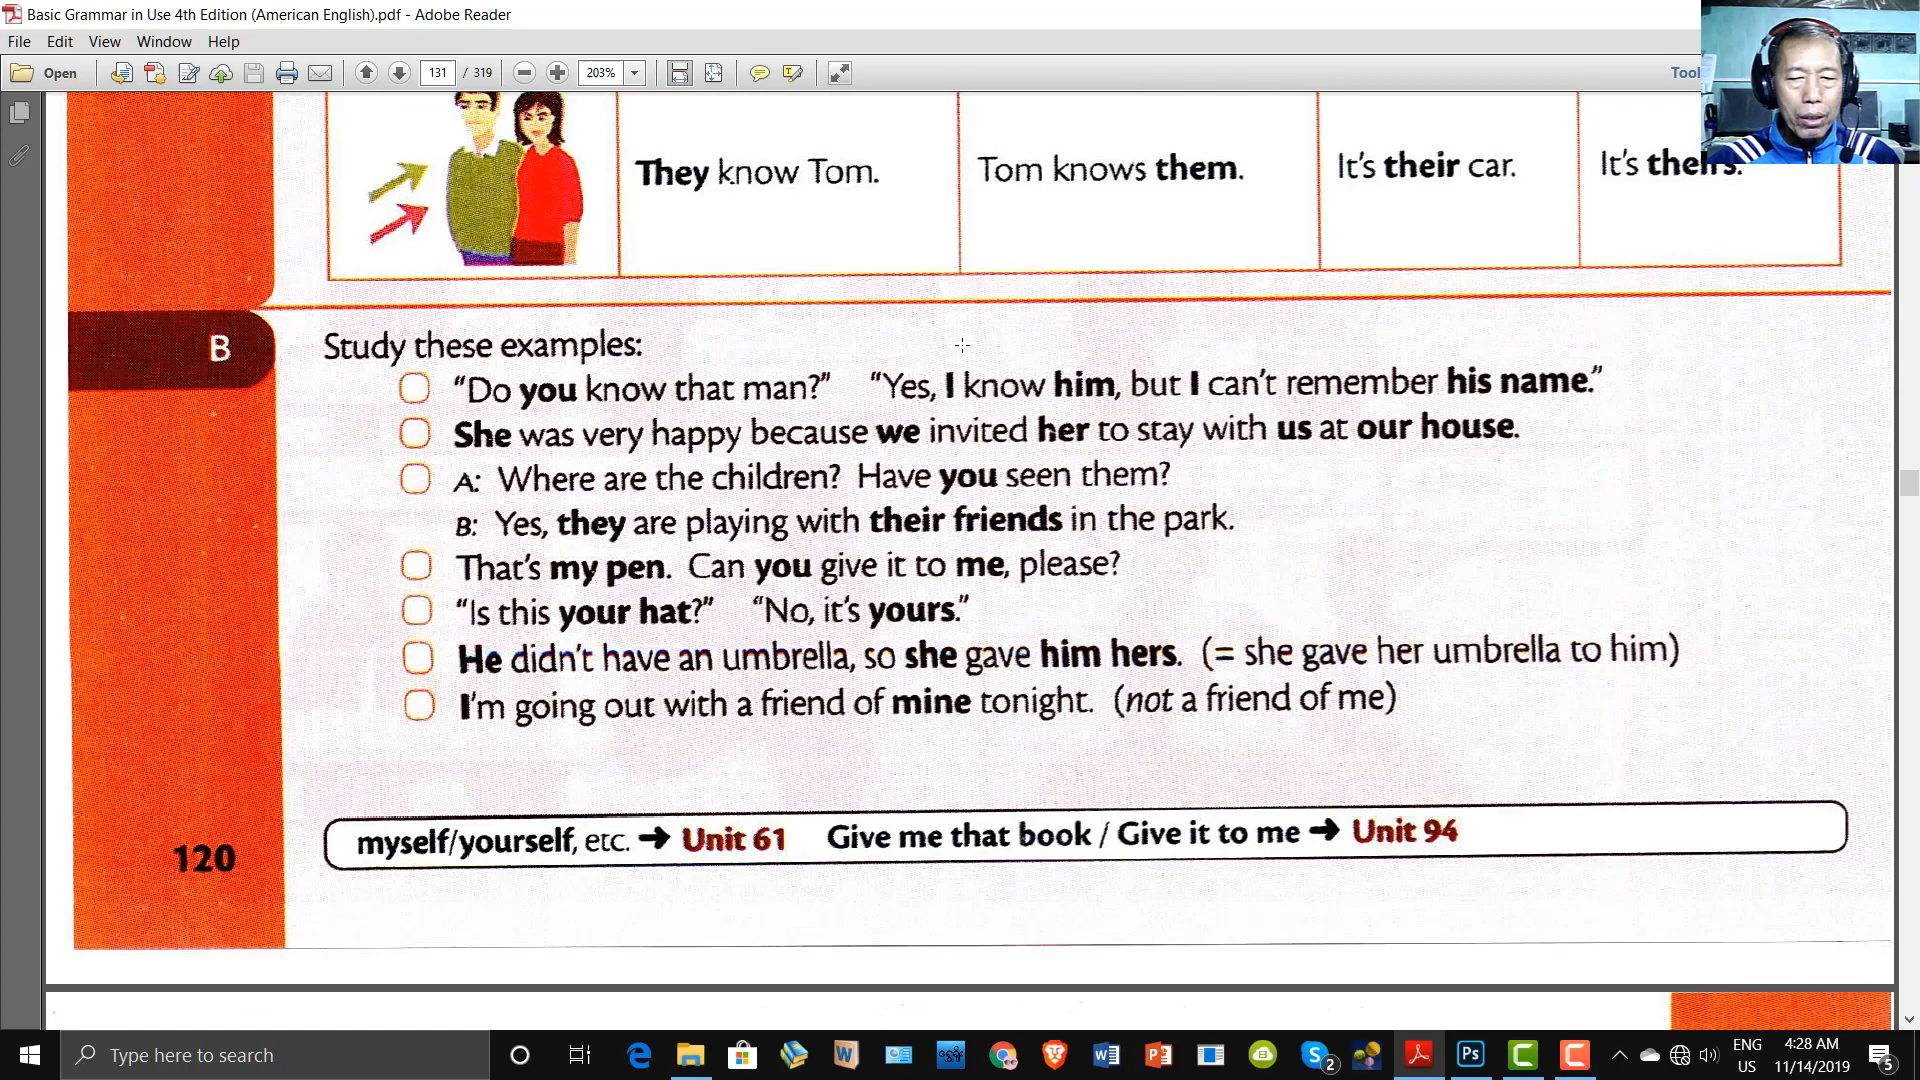 Basic Grammar in Use 4th Edition (American English).pdf - Adobe Reader
File Edit View Window Help
Open 131 / 319 203% Tool
They know Tom. Tom knows them. It's their car. It's theirs.
B Study these examples:
"Do you know that man?" "Yes, I know him, but I can't remember his name."
She was very happy because we invited her to stay with us at our house.
A: Where are the children? Have you seen them?
B: Yes, they are playing with their friends in the park.
That's my pen. Can you give it to me, please?
"Is this your hat?" "No, it's yours."
He didn't have an umbrella, so she gave him hers. (= she gave her umbrella to him)
I'm going out with a friend of mine tonight. (not a friend of me)
120 myself/yourself, etc. ➜ Unit 61 Give me that book / Give it to me ➜ Unit 94
Type here to search
ENG 4:28 AM
US 11/14/2019
2
5